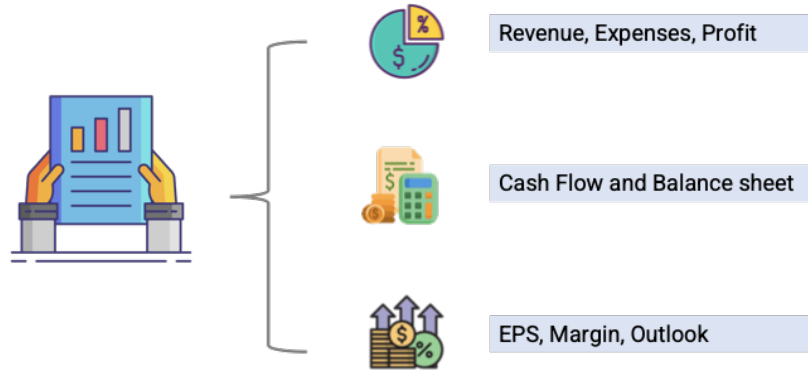 %
$
Revenue, Expenses, Profit
$
$
Cash Flow and Balance sheet
$
%
EPS, Margin, Outlook